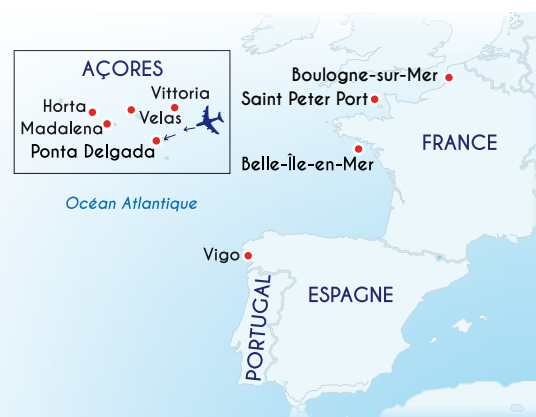 AÇORES
Vittoria
Horta
Velas
Madalena
Ponta Delgada
Boulogne-sur-Mer
Saint Peter Port
FRANCE
Belle-Île-en-Mer
Océan Atlantique
Vigo
PORTUGAL
ESPAGNE